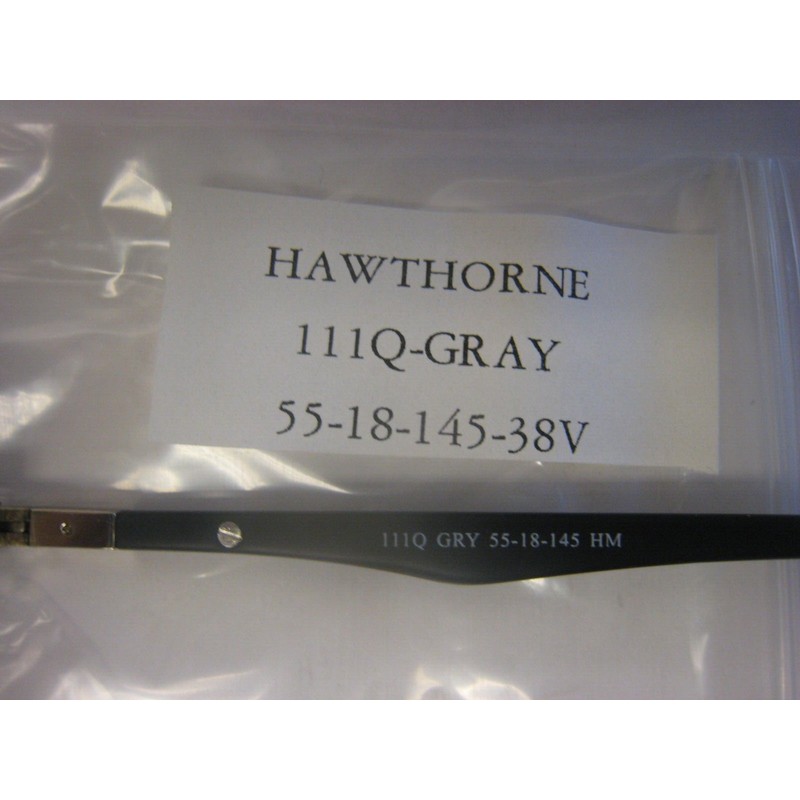 HAWTHORNE
111Q-GRAY
55-18-145-38V
111Q GRY 55-18-145 HM